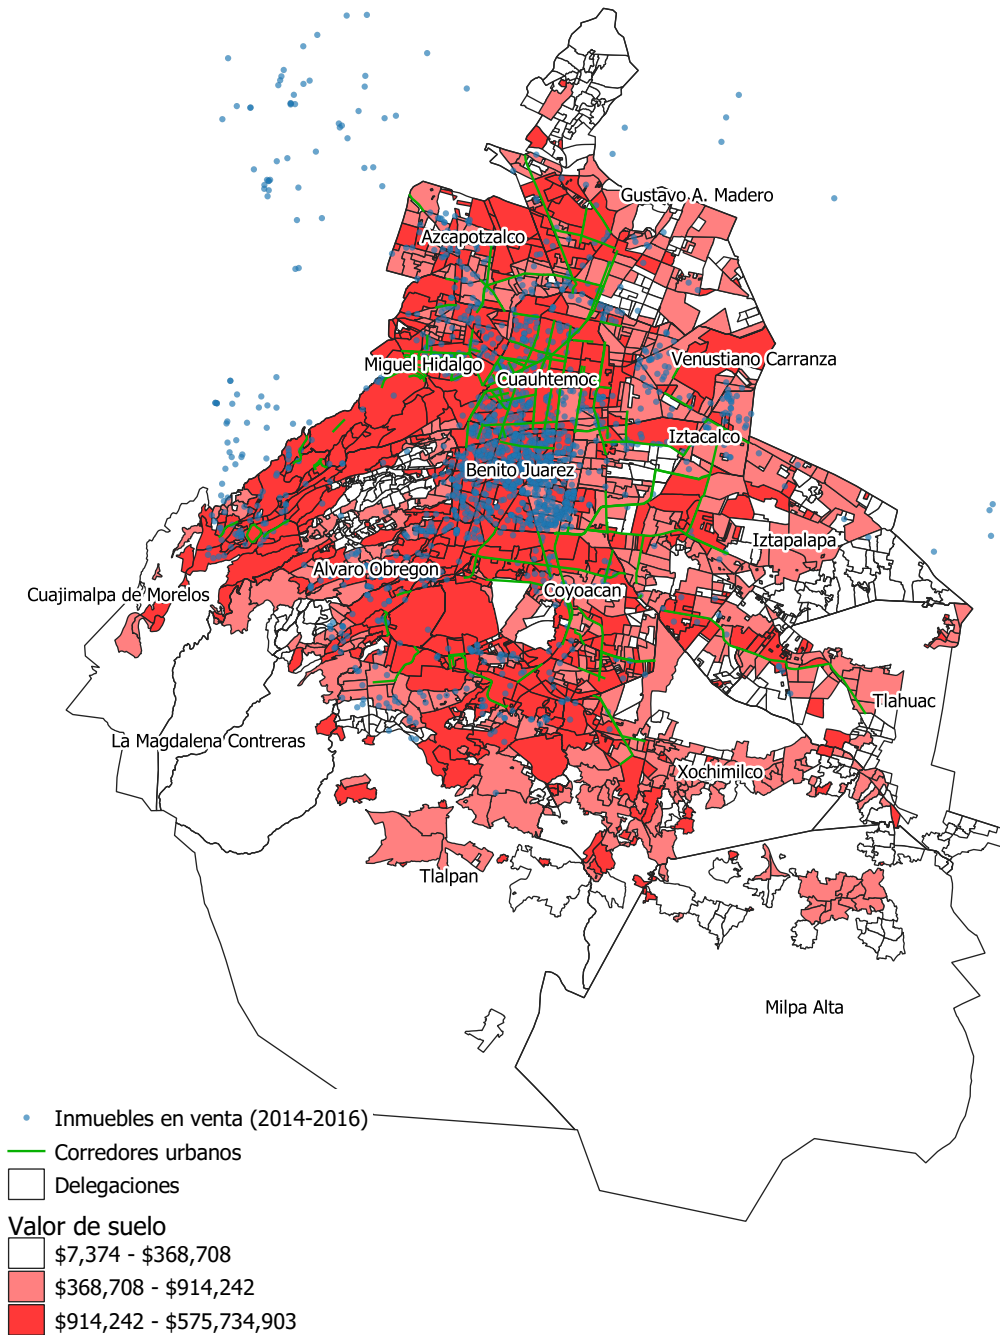 Gustavo A. Madero
Azcapotzalco
Venustiano Carranza
Miguel Hidalgo
Cuauhtemoc
Iztacalco
Benito Juarez
Iztapalapa
Alvaro Obregon
Coyoacan
Cuajimalpa de Morelos
Tlahuac
La Magdalena Contreras
Xochimilco
Tlalpan
Milpa Alta
Inmuebles en venta (2014-2016)
Corredores urbanos
Delegaciones
Valor de suelo
$7,374 - $368,708
$368,708 - $914,242
$914,242 - $575,734,903